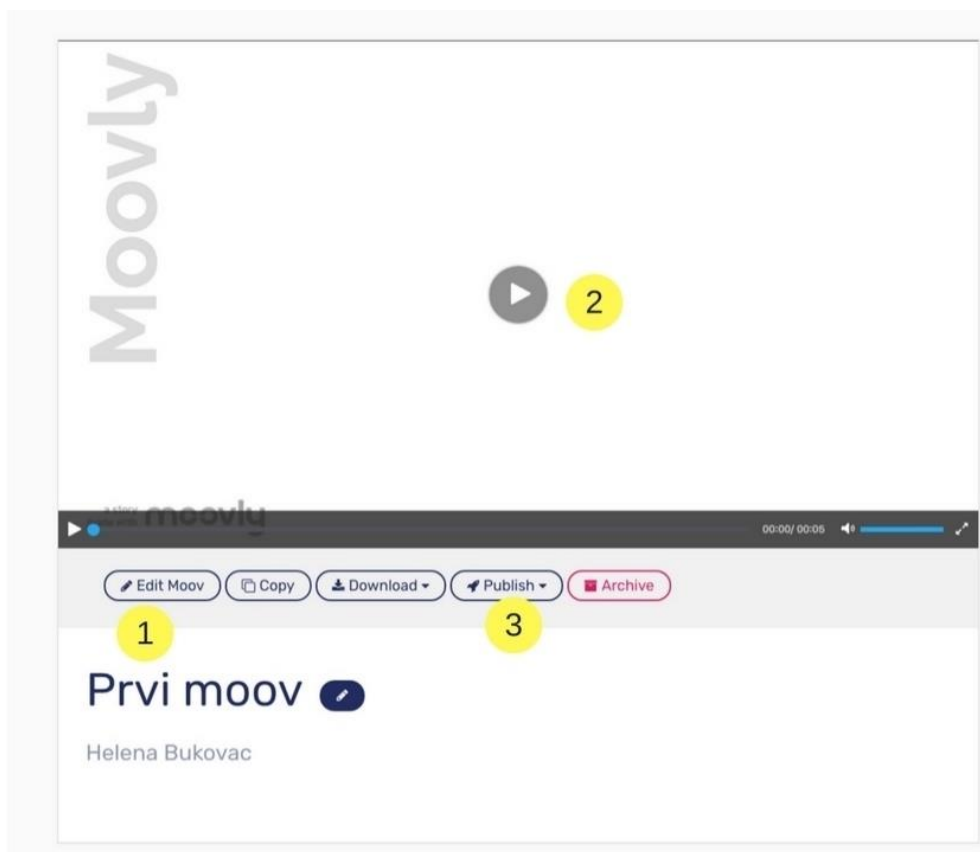 Moovly
2
moovly
00:00/ 00:05
Edit Moov Copy Download Publish Archive
1
3
Prvi moov
Helena Bukovac